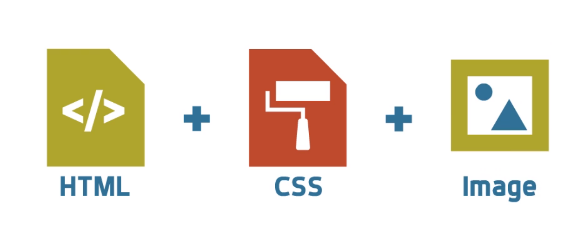 </>
+
+
HTML
CSS
Image